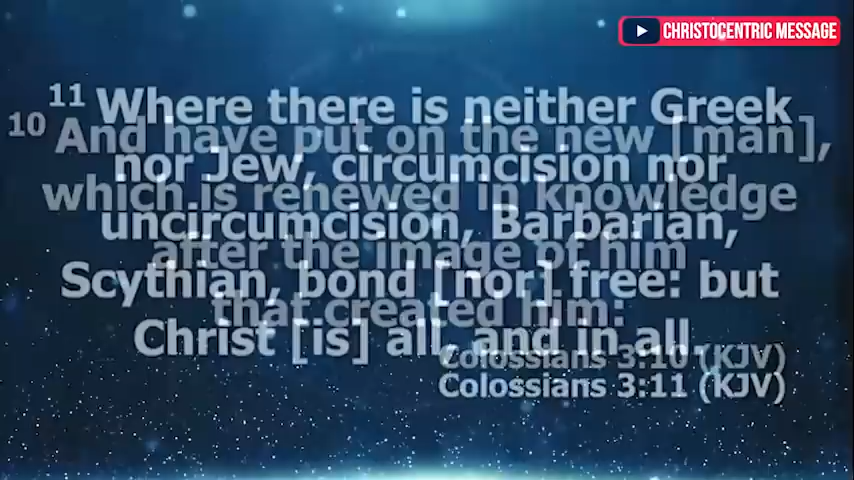 CHRISTOCENTRIC MESSAGE
11 Where there is neither Greek
nor Jew, circumcision nor
uncircumcision, Barbarian,
Scythian, bond [nor] free: but
Christ [is] all, and in all.
Colossians 3:11 (KJV)
10 And have put on the new [man],
which is renewed in knowledge
after the image of him
that created him:
Colossians 3:10 (KJV)